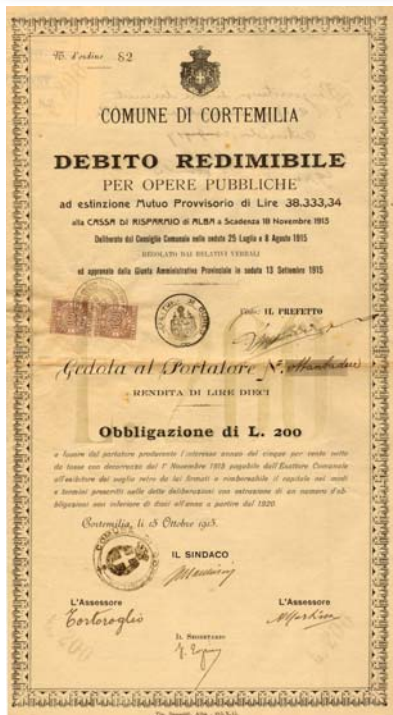 N. d'ordine 82
COMUNE DI CORTEMILIA
DEBITO REDIMIBILE
PER OPERE PUBBLICHE
ad estinzione Mutuo Provvisorio di Lire 38.333,34
alla CASSA DI RISPARMIO di ALBA a Scadenza 18 Novembre 1915
Deliberato dal Consiglio Comunale nelle sedute 25 Luglio e 8 Agosto 1915
REGOLATO DAI RELATIVI VERBALI
ed approvato dalla Giunta Amministrativa Provinciale in seduta 13 Settembre 1915
Visto: IL PREFETTO
Cedola al Portatore N. ottantadue
RENDITA DI LIRE DIECI
Obbligazione di L. 200
a favore del portatore producente l'interesse annuo del cinque per cento netto
da tasse con decorrenza dal 1° Novembre 1915 pagabile dall'Esattore Comunale
all'esibitore del vaglia retro da lui firmati e rimborsabile il capitale nei modi
e termini prescritti nelle dette deliberazioni con estrazione di un numero d'ob-
bligazioni non inferiore di dieci all'anno a partire dal 1920.
Cortemilia, li 15 Ottobre 1915.
IL SINDACO
L'Assessore L'Assessore
IL SEGRETARIO